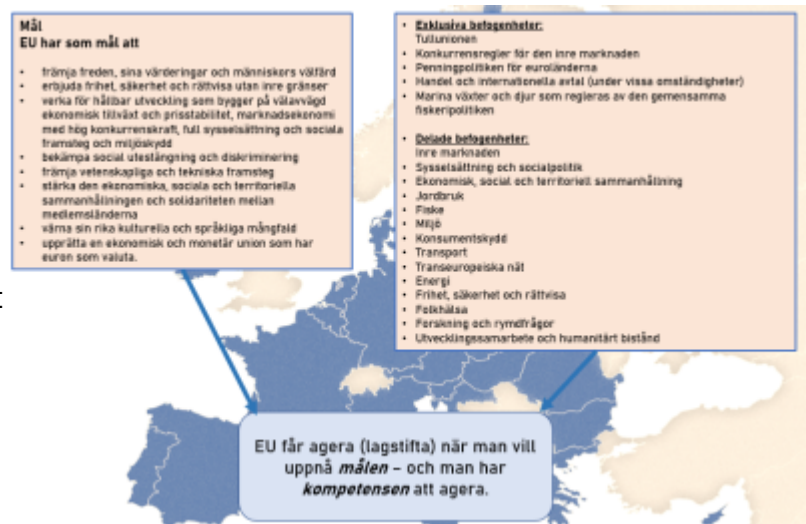 Mål
EU har som mål att
• främja freden, sina värderingar och människors välfärd
• erbjuda frihet, säkerhet och rättvisa utan inre gränser
• verka för hållbar utveckling som bygger på välavvägd
ekonomisk tillväxt och prisstabilitet, marknadsekonomi
med hög konkurrenskraft, full sysselsättning och sociala
framsteg och miljöskydd
• bekämpa social utestängning och diskriminering
• främja vetenskapliga och tekniska framsteg
• stärka den ekonomiska, sociala och territoriella
sammanhållningen och solidariteten mellan
medlemsländerna
• värna sin rika kulturella och språkliga mångfald
• upprätta en ekonomisk och monetär union som har
euron som valuta.
• Exklusiva befogenheter:
Tullunionen
• Konkurrensregler för den inre marknaden
• Penningpolitiken för euroländerna
• Handel och internationella avtal (under vissa omständigheter)
• Marina växter och djur som regleras av den gemensamma
fiskeripolitiken
• Delade befogenheter:
Inre marknaden
• Sysselsättning och socialpolitik
• Ekonomisk, social och territoriell sammanhållning
• Jordbruk
• Fiske
• Miljö
• Konsumentskydd
• Transport
• Transeuropeiska nät
• Energi
• Frihet, säkerhet och rättvisa
• Folkhälsa
• Forskning och rymdfrågor
• Utvecklingssamarbete och humanitärt bistånd
EU får agera (lagstifta) när man vill
uppnå målen – och man har
kompetensen att agera.